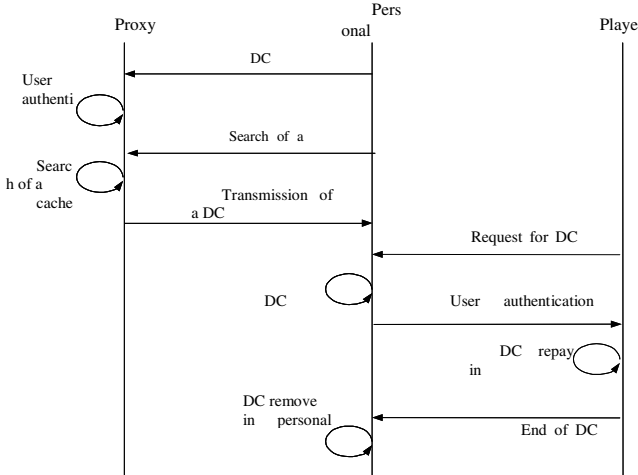 Proxy
Pers
onal
Playe
DC
User
authenti
Search of a
Searc
h of a
cache
Transmission of
a DC
Request for DC
DC
User authentication
DC repay
in
DC remove
in personal
End of DC